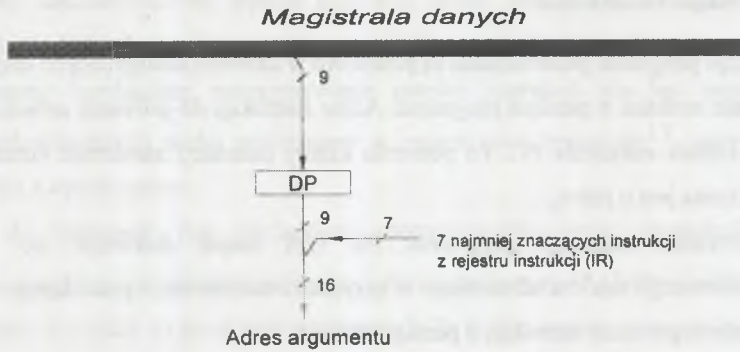 Magistrala danych
9
DP
9
7
7 najmniej znaczących instrukcji
z rejestru instrukcji (IR)
16
Adres argumentu